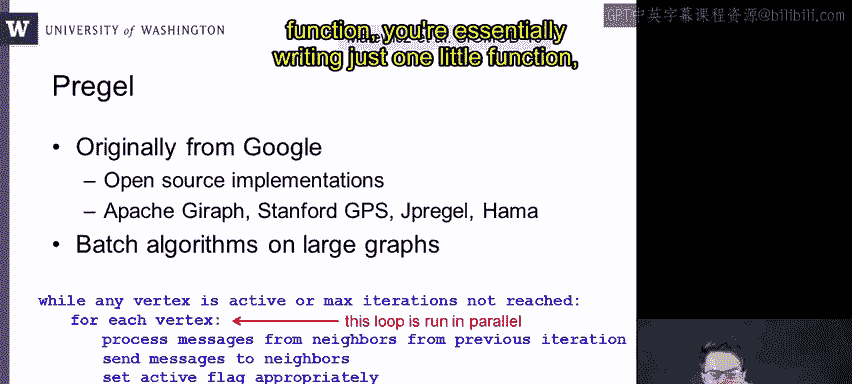 function, you're essentially
writing just one little function,
GPT中英字幕课程资源@bilibili.com
W UNIVERSITY of WASHINGTON
Pregel
• Originally from Google
– Open source implementations
– Apache Giraph, Stanford GPS, Jpregel, Hama
• Batch algorithms on large graphs
while any vertex is active or max iterations not reached:
for each vertex: this loop is run in parallel
process messages from neighbors from previous iteration
send messages to neighbors
set active flag appropriately